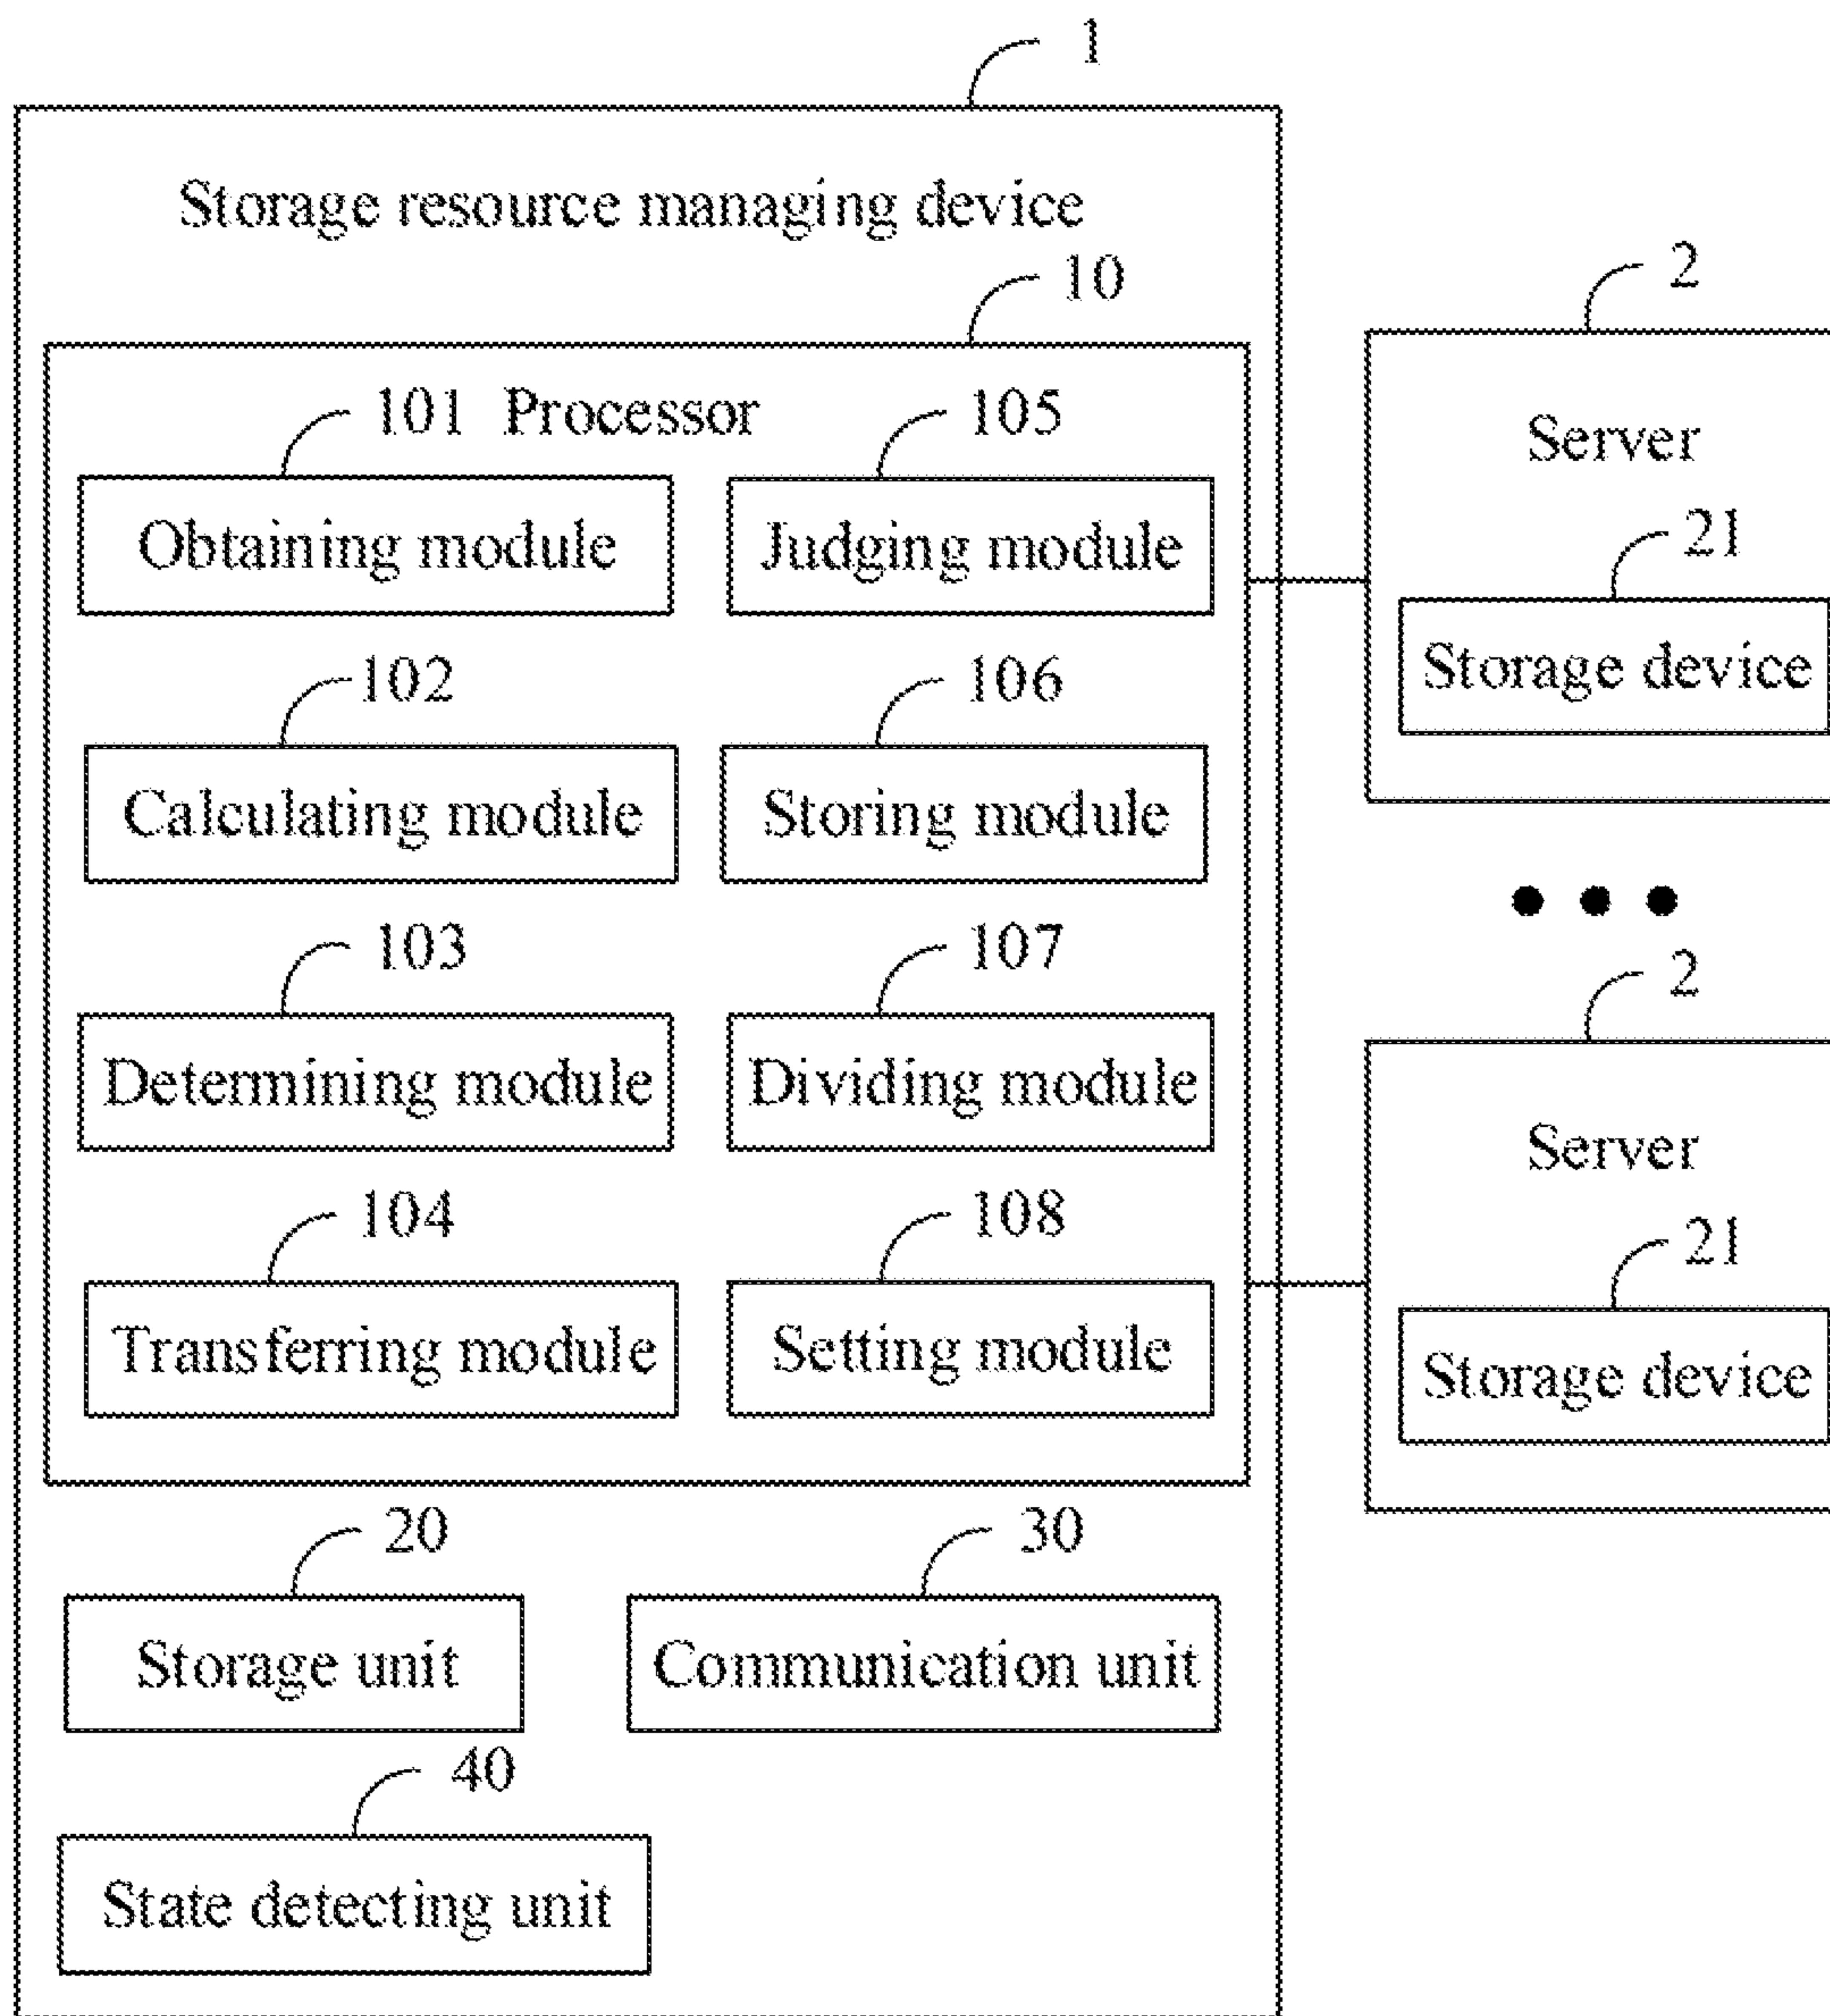 1
Storage resource managing device
10
2
101 Processor 105
Server
Obtaining module
Judging module
21
Storage device
102
106
Calculating module
Storing module
103
107
2
Determining module
Dividing module
Server
104
108
21
Transferring module
Setting module
Storage device
20
30
Storage unit
Communication unit
40
State detecting unit